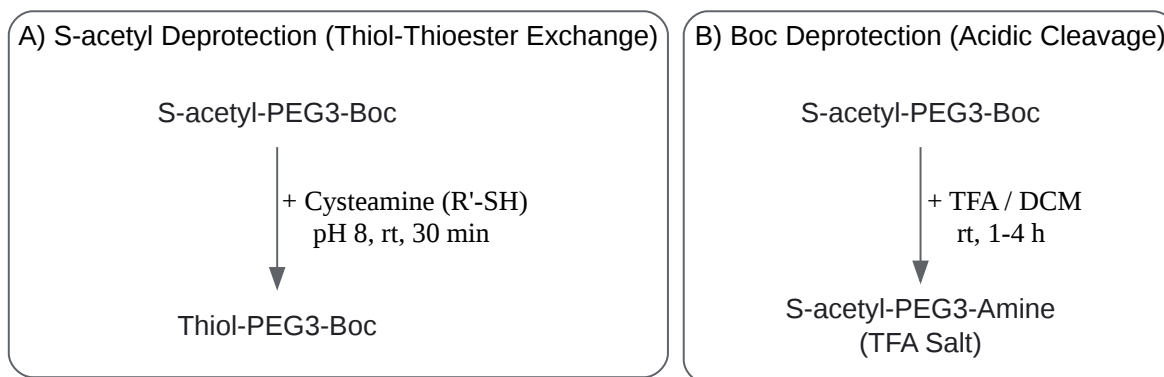 A) S-acetyl Deprotection (Thiol-Thioester Exchange)
S-acetyl-PEG3-Boc
+ Cysteamine (R'-SH)
pH 8, rt, 30 min
Thiol-PEG3-Boc
B) Boc Deprotection (Acidic Cleavage)
S-acetyl-PEG3-Boc
+ TFA / DCM
rt, 1-4 h
S-acetyl-PEG3-Amine
(TFA Salt)